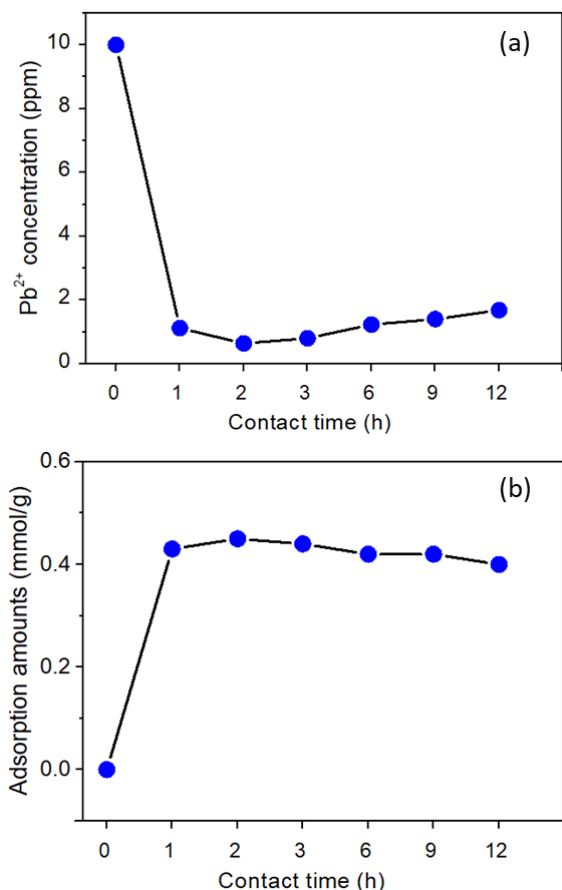 (a)
Pb²⁺ concentration (ppm)
10
8
6
4
2
0
0 1 2 3 6 9 12
Contact time (h)
(b)
Adsorption amounts (mmol/g)
0.6
0.4
0.2
0.0
0 1 2 3 6 9 12
Contact time (h)